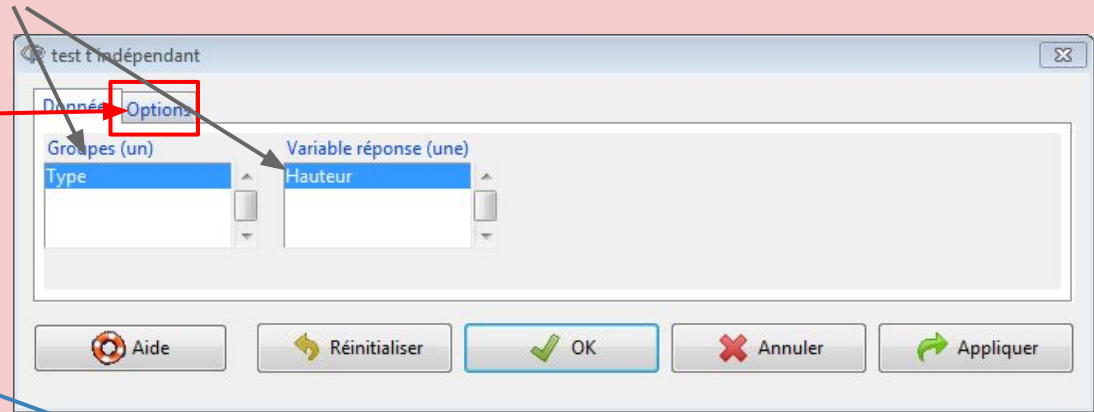 test t indépendant
Données Options
Groupes (un) Variable réponse (une)
Type Hauteur
Aide Réinitialiser OK Annuler Appliquer